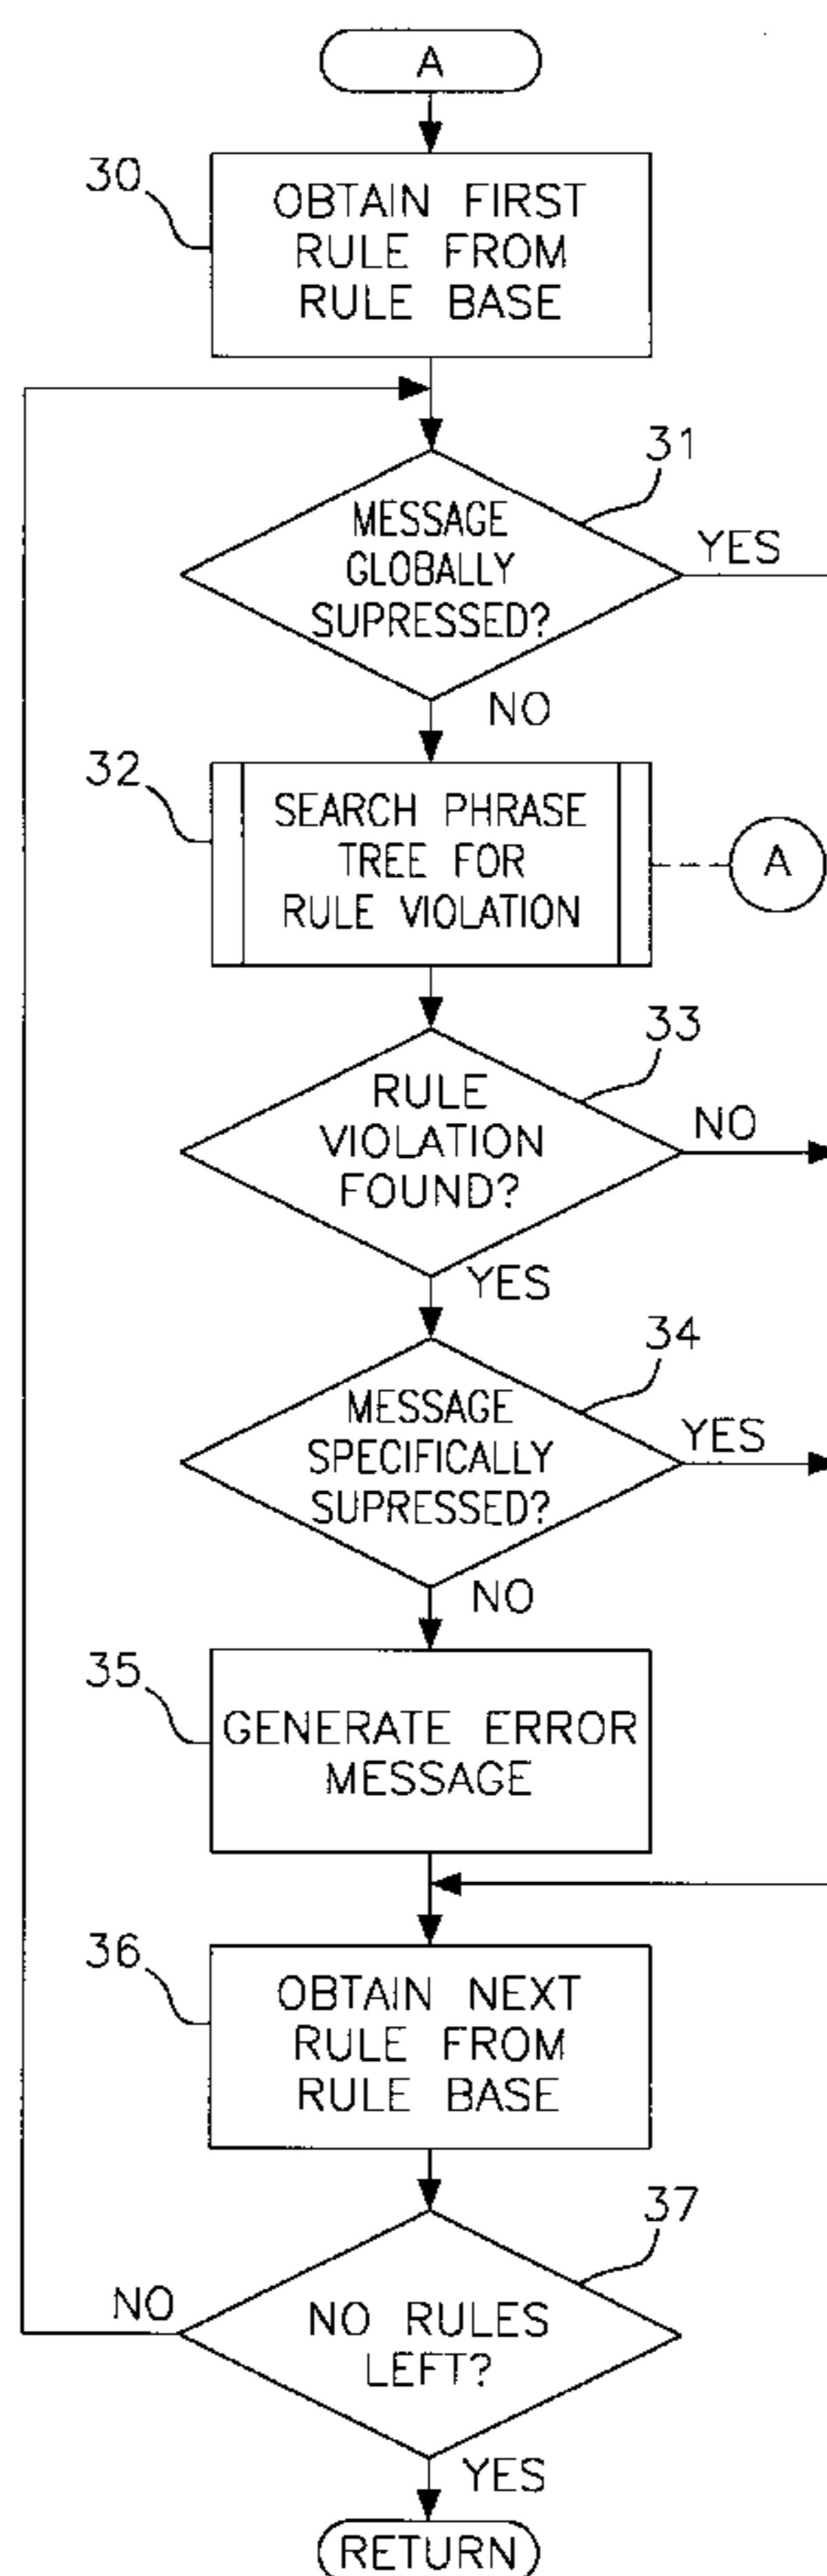 A
30
OBTAIN FIRST
RULE FROM
RULE BASE
31
MESSAGE
GLOBALLY
SUPRESSED?
YES
NO
32
SEARCH PHRASE
TREE FOR
RULE VIOLATION
A
33
RULE
VIOLATION
FOUND?
NO
YES
34
MESSAGE
SPECIFICALLY
SUPRESSED?
YES
NO
35
GENERATE ERROR
MESSAGE
36
OBTAIN NEXT
RULE FROM
RULE BASE
37
NO RULES
LEFT?
NO
YES
RETURN